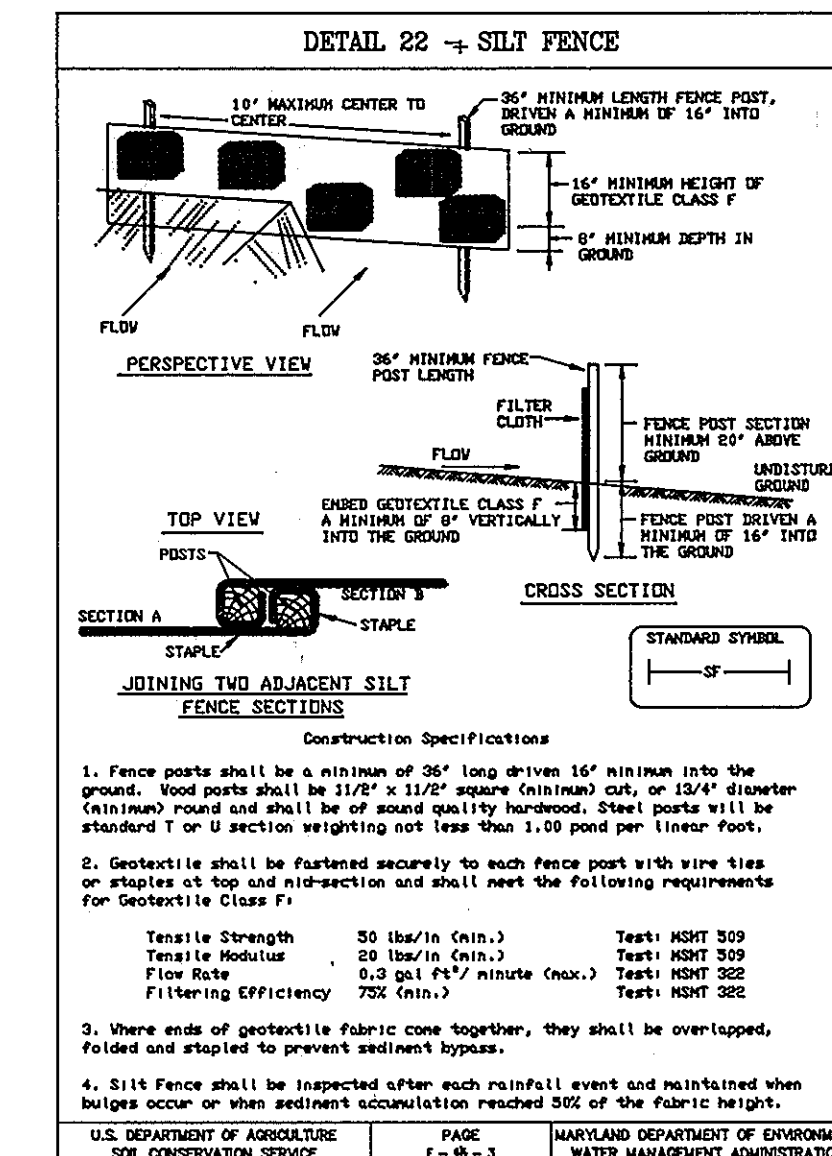 DETAIL 22 - SILT FENCE
10' MAXIMUM CENTER TO
CENTER
36" MINIMUM LENGTH FENCE POST,
DRIVEN A MINIMUM OF 16" INTO
GROUND
16" MINIMUM HEIGHT OF
GEOTEXTILE CLASS F
8" MINIMUM DEPTH IN
GROUND
FLOW
FLOW
PERSPECTIVE VIEW
36" MINIMUM FENCE
POST LENGTH
FILTER
CLOTH
FENCE POST SECTION
MINIMUM 20" ABOVE
GROUND
FLOW
UNDISTURB
GROUND
EMBED GEOTEXTILE CLASS F
A MINIMUM OF 8" VERTICALLY
INTO THE GROUND
FENCE POST DRIVEN A
MINIMUM OF 16" INTO
THE GROUND
CROSS SECTION
TOP VIEW
POSTS
SECTION B
SECTION A
STAPLE
STAPLE
JOINING TWO ADJACENT SILT
FENCE SECTIONS
STANDARD SYMBOL
SF
Construction Specifications
1. Fence posts shall be a minimum of 36" long driven 16" minimum into the
ground. Wood posts shall be 11/2" x 11/2" square (minimum) cut, or 13/4" diameter
(minimum) round and shall be of sound quality hardwood. Steel posts will be
standard T or U section weighting not less than 1.00 pond per linear foot.
2. Geotextile shall be fastened securely to each fence post with wire ties
or staples at top and mid-section and shall meet the following requirements
for Geotextile Class F:
Tensile Strength 50 lbs/in (min.) Test: MSMT 509
Tensile Modulus 20 lbs/in (min.) Test: MSMT 509
Flow Rate 0.3 gal ft²/ minute (max.) Test: MSMT 322
Filtering Efficiency 75% (min.) Test: MSMT 322
3. Where ends of geotextile fabric come together, they shall be overlapped,
folded and stapled to prevent sediment bypass.
4. Silt Fence shall be inspected after each rainfall event and maintained when
bulges occur or when sediment accumulation reached 50% of the fabric height.
U.S. DEPARTMENT OF AGRICULTURE
SOIL CONSERVATION SERVICE
PAGE
MARYLAND DEPARTMENT OF ENVIRONM
WATER MANAGEMENT ADMINISTRATIO